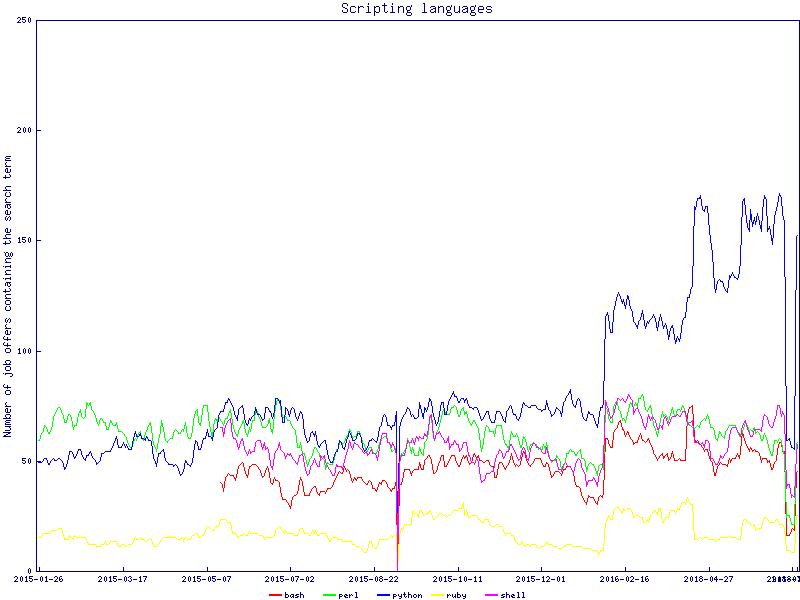 Scripting languages
Number of job offers containing the search term
250
200
150
100
50
0
2015-01-26 2015-03-17 2015-05-07 2015-07-02 2015-08-22 2015-10-11 2015-12-01 2016-02-16 2018-04-27
bash perl python ruby shell